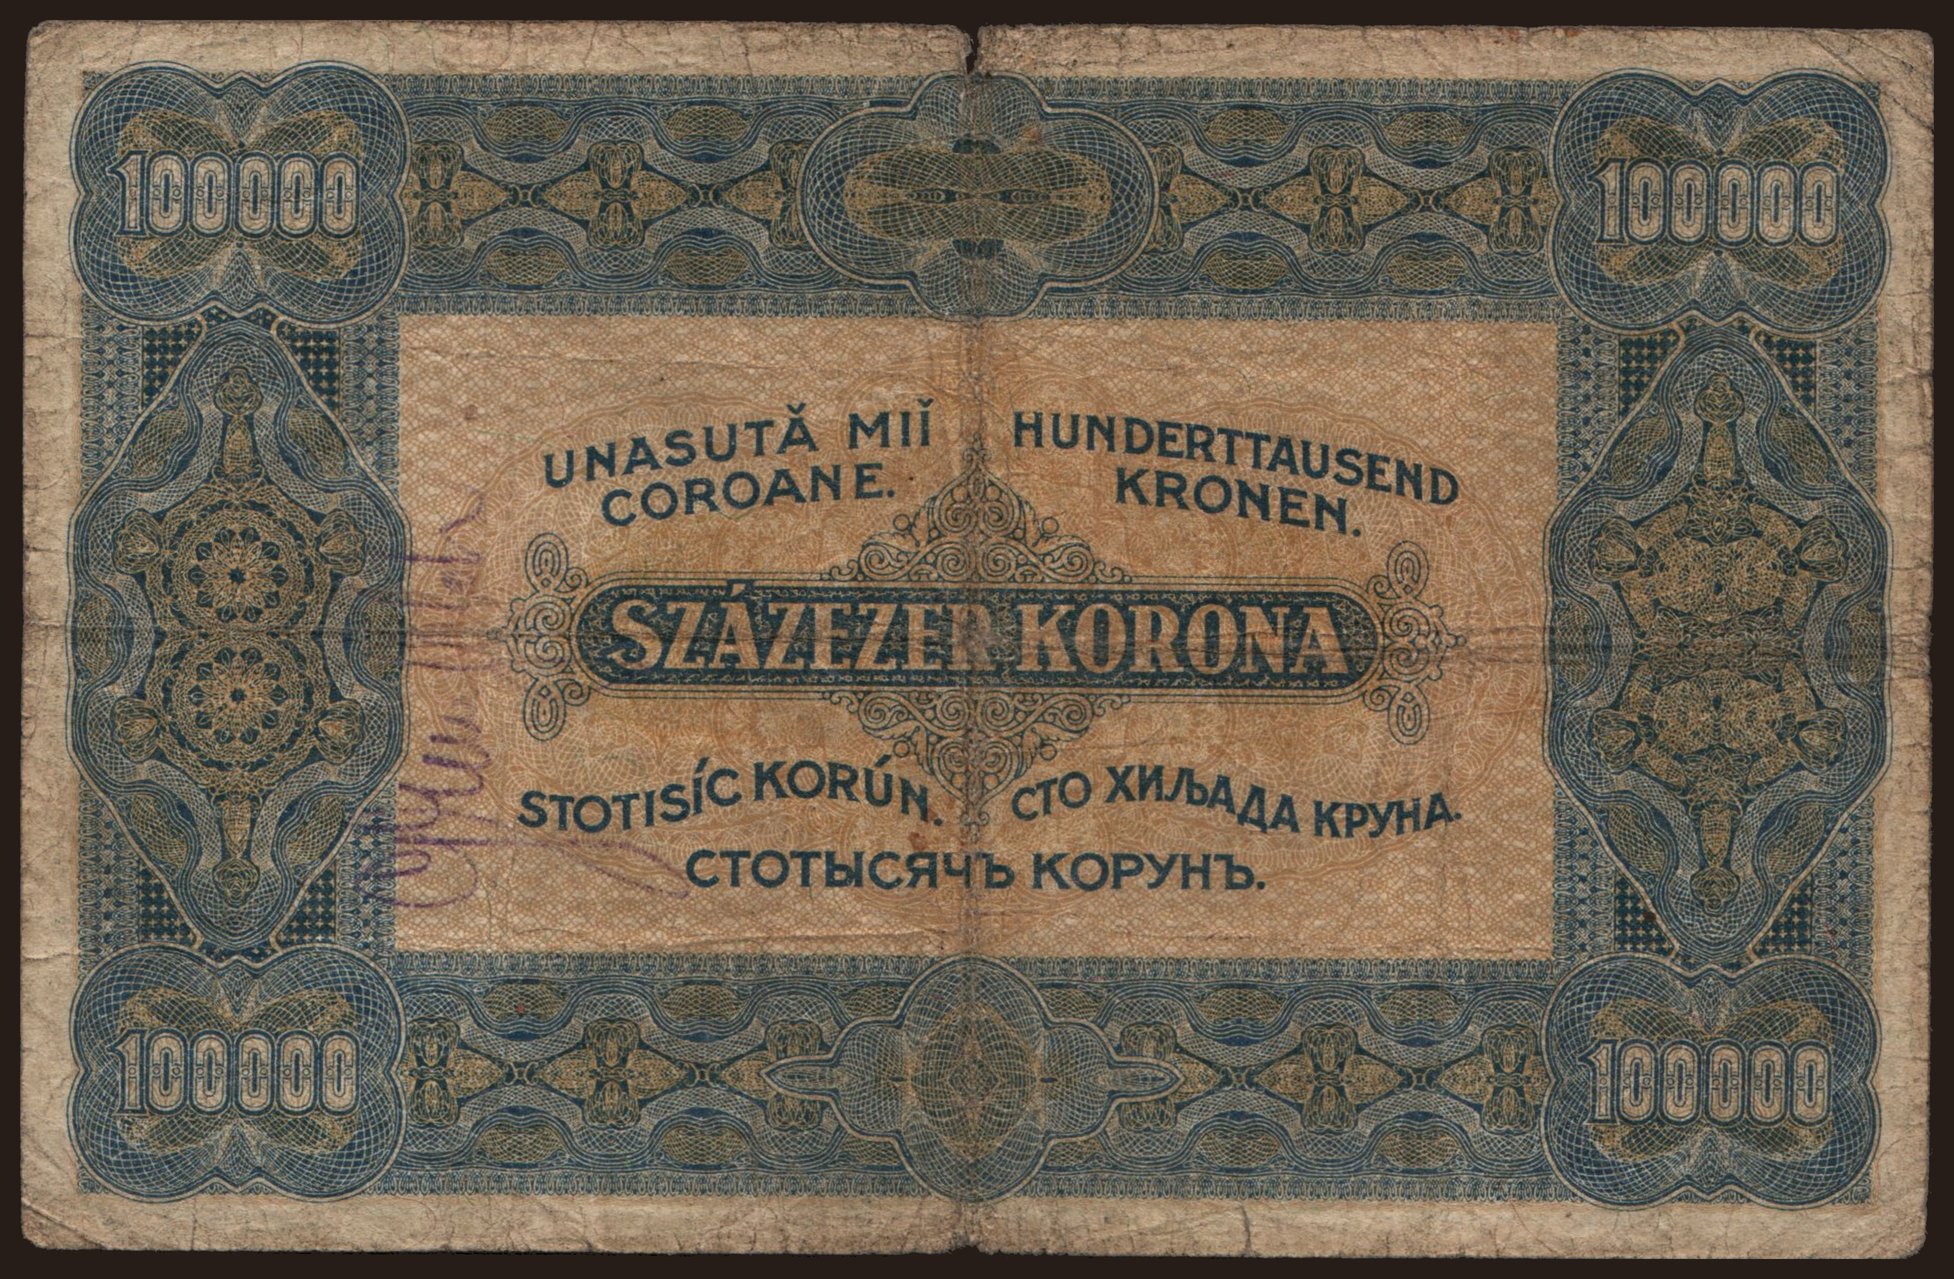 100000
100000
UNASUTĂ MIĬ
COROANE.
HUNDERTTAUSEND
KRONEN.
SZÁZEZER KORONA
STOTISÍC KORÚN.
СТО ХИЉАДА КРУНА.
СТОТЫСЯЧЪ КОРУНЪ.
100000
100000